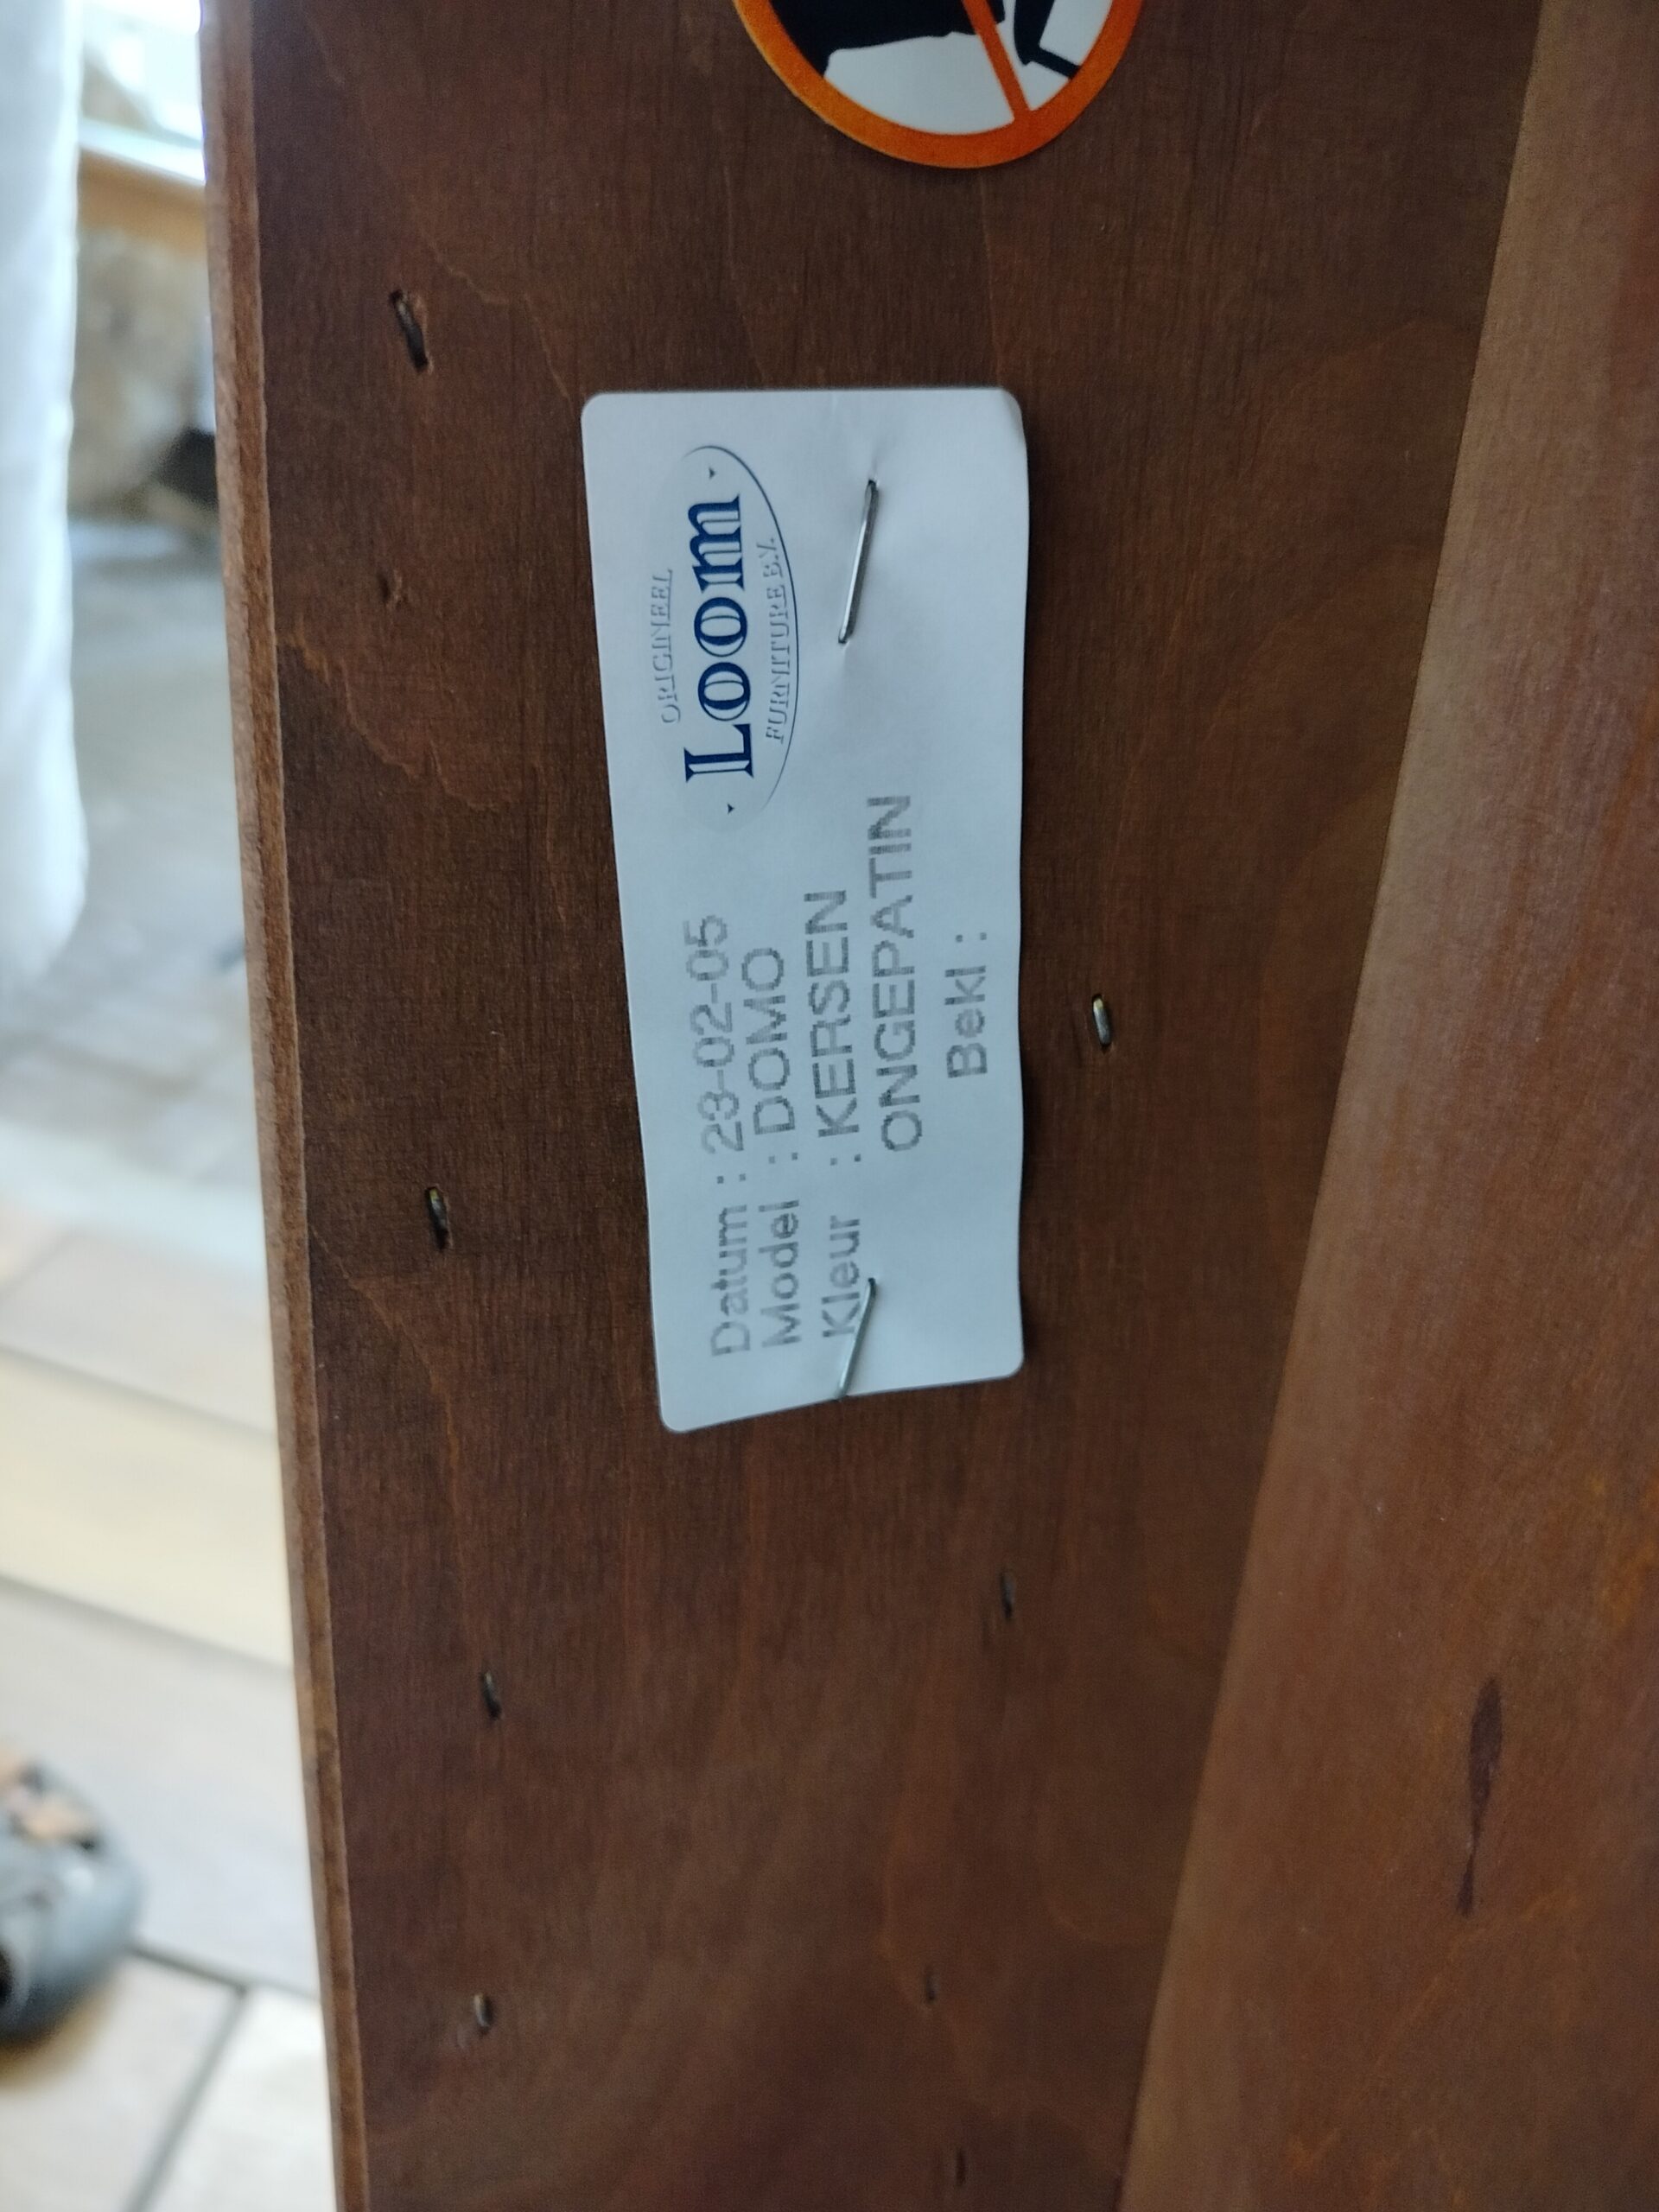 ORIGINEEL
Loom
FURNITURE B.V.
Datum : 23-02-05
Model : DOMO
Kleur : KERSEN
ONGEPATIN
Bekl :